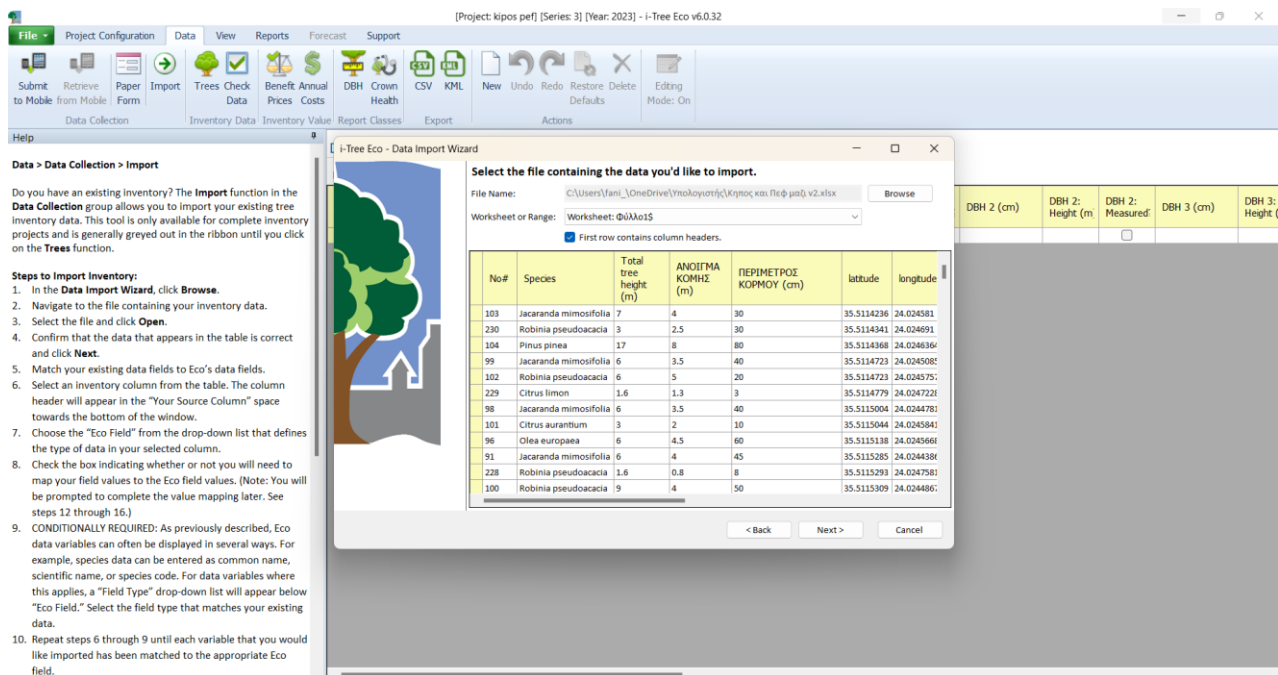 [Project: kipos pef] [Series: 3] [Year: 2023] - i-Tree Eco v6.0.32
File Project Configuration Data View Reports Forecast Support
Submit to Mobile Retrieve from Mobile Paper Form Import Trees Check Data Benefit Prices Annual Costs DBH Crown Health CSV KML New Undo Redo Restore Defaults Delete Editing Mode: On
Data Collection Inventory Data Inventory Value Report Classes Export Actions
Help
Data > Data Collection > Import
Do you have an existing inventory? The Import function in the
Data Collection group allows you to import your existing tree
inventory data. This tool is only available for complete inventory
projects and is generally greyed out in the ribbon until you click
on the Trees function.
Steps to Import Inventory:
1. In the Data Import Wizard, click Browse.
2. Navigate to the file containing your inventory data.
3. Select the file and click Open.
4. Confirm that the data that appears in the table is correct
and click Next.
5. Match your existing data fields to Eco's data fields.
6. Select an inventory column from the table. The column
header will appear in the "Your Source Column" space
towards the bottom of the window.
7. Choose the "Eco Field" from the drop-down list that defines
the type of data in your selected column.
8. Check the box indicating whether or not you will need to
map your field values to the Eco field values. (Note: You will
be prompted to complete the value mapping later. See
steps 12 through 16.)
9. CONDITIONALLY REQUIRED: As previously described, Eco
data variables can often be displayed in several ways. For
example, species data can be entered as common name,
scientific name, or species code. For data variables where
this applies, a "Field Type" drop-down list will appear below
"Eco Field." Select the field type that matches your existing
data.
10. Repeat steps 6 through 9 until each variable that you would
like imported has been matched to the appropriate Eco
field.
i-Tree Eco - Data Import Wizard
Select the file containing the data you'd like to import.
File Name: C:\Users\fani_\OneDrive\Υπολογιστής\Κηπος και Πεφ μαζι v2.xlsx Browse
Worksheet or Range: Worksheet: Φύλλο1$
First row contains column headers.
No# Species Total tree height (m) ΑΝΟΙΓΜΑ ΚΟΜΗΣ (m) ΠΕΡΙΜΕΤΡΟΣ ΚΟΡΜΟΥ (cm) latitude longitude
103 Jacaranda mimosifolia 7 4 30 35.5114236 24.024581
230 Robinia pseudoacacia 3 2.5 30 35.5114341 24.024691
104 Pinus pinea 17 8 80 35.5114368 24.0246364
99 Jacaranda mimosifolia 6 3.5 40 35.5114723 24.0245085
102 Robinia pseudoacacia 6 5 20 35.5114723 24.0245757
229 Citrus limon 1.6 1.3 3 35.5114779 24.0247228
98 Jacaranda mimosifolia 6 3.5 40 35.5115004 24.0244781
101 Citrus aurantium 3 2 10 35.5115044 24.0245841
96 Olea europaea 6 4.5 60 35.5115138 24.0245668
91 Jacaranda mimosifolia 6 4 45 35.5115285 24.0244386
228 Robinia pseudoacacia 1.6 0.8 8 35.5115293 24.0247581
100 Robinia pseudoacacia 9 4 50 35.5115309 24.0244867
< Back Next > Cancel
DBH 2 (cm) DBH 2: Height (m DBH 2: Measured DBH 3 (cm) DBH 3: Height (